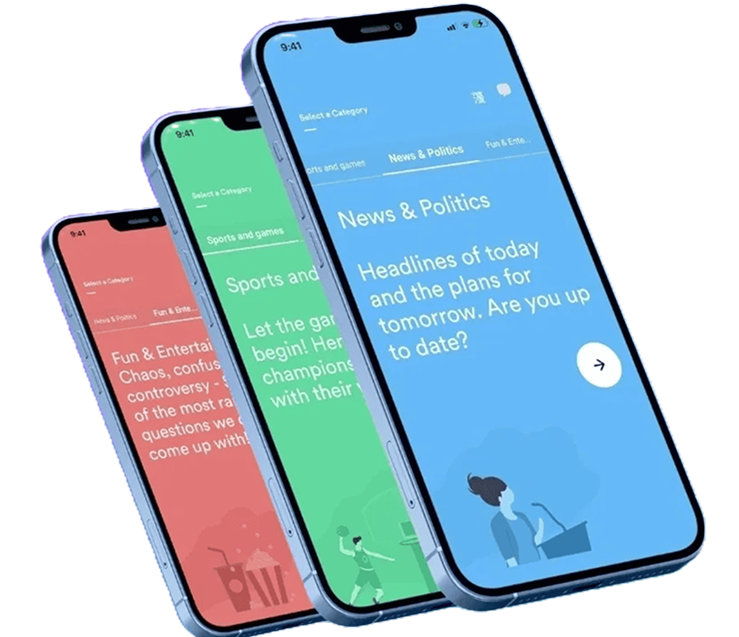 9:41
Select a Category
News & Politics
Fun & Ente...
Fun & Entertai
Chaos, confus
controversy -
of the most ra
questions we
come up with!
9:41
Select a Category
Sports and games
Sports and
Let the ga
begin! Her
champions
with their
9:41
Select a Category
orts and games
News & Politics
Fun & Ente...
News & Politics
Headlines of today
and the plans for
tomorrow. Are you up
to date?